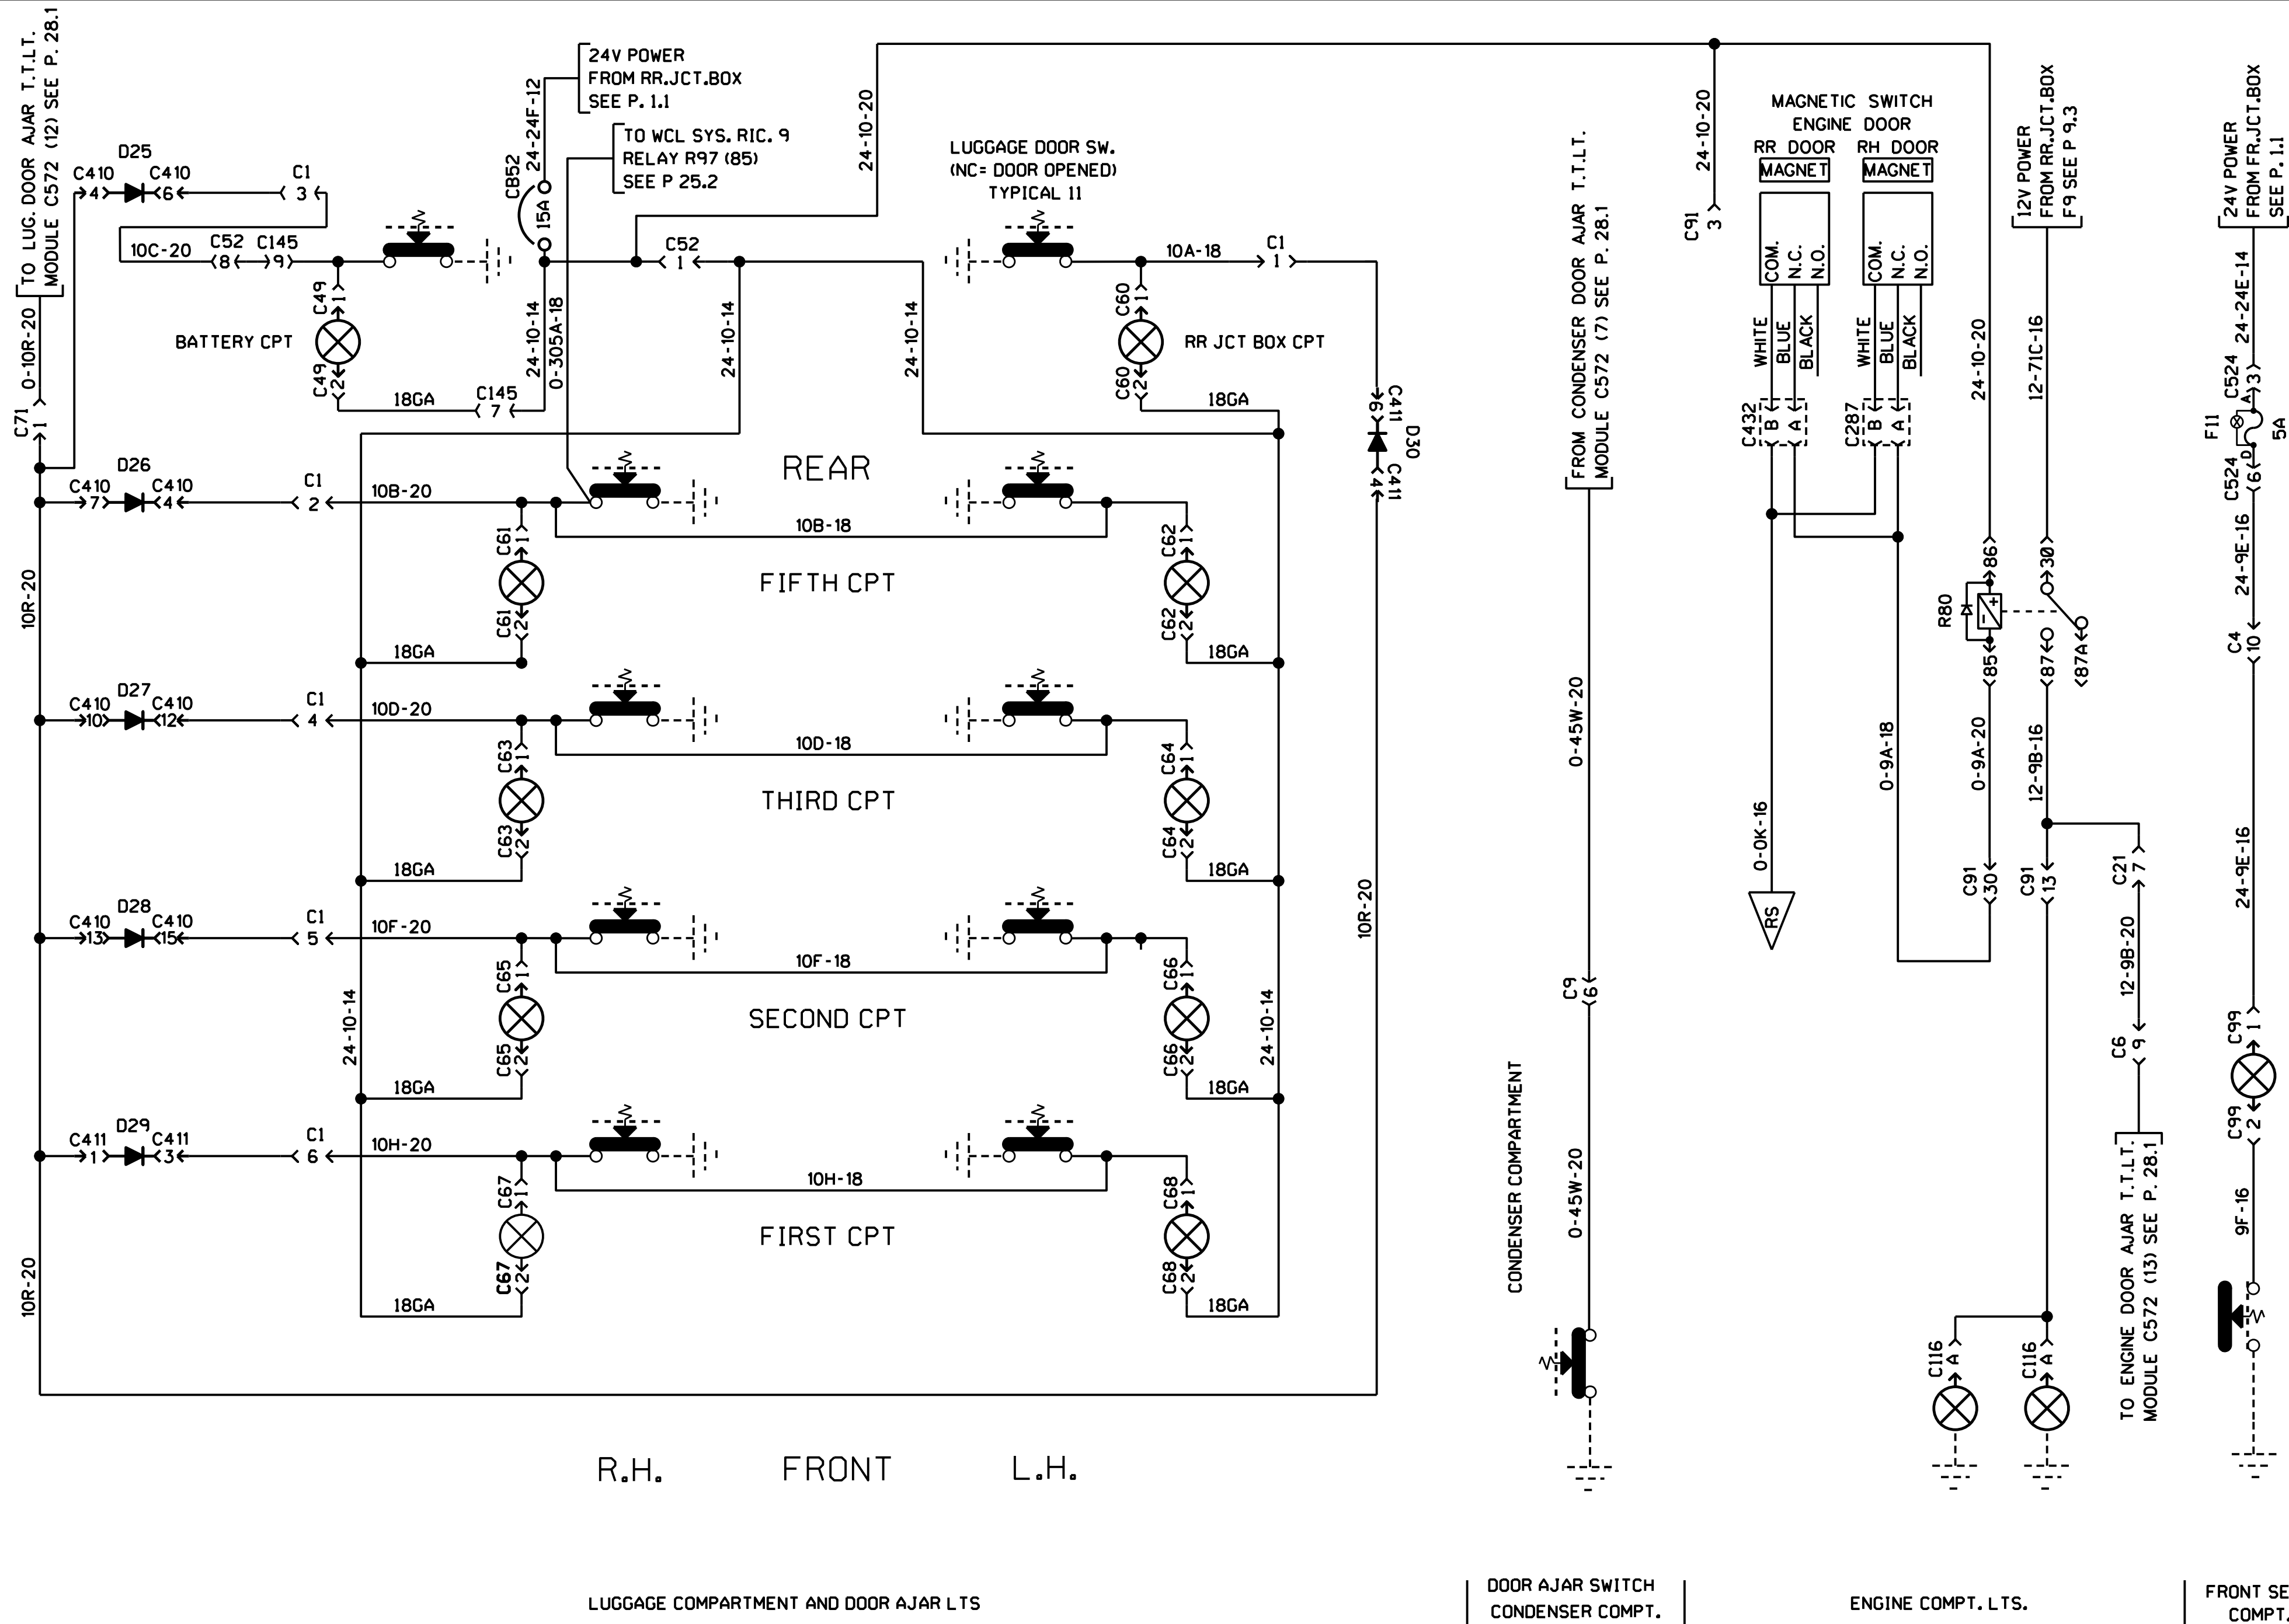 TO LUG. DOOR AJAR T.T.LT.
MODULE C572 (12) SEE P. 28.1
0-10R-20
C71
1
10R-20
10R-20
D25
C410
4
C410
6
C1
3
10C-20
C52
8
C145
9
BATTERY CPT
C49
1
C49
2
18GA
C145
7
24V POWER
FROM RR.JCT.BOX
SEE P. 1.1
24-24F-12
CB52
15A
TO WCL SYS. RIC. 9
RELAY R97 (85)
SEE P 25.2
24-10-14
0-305A-18
C52
1
24-10-14
24-10-14
24-10-20
LUGGAGE DOOR SW.
(NC= DOOR OPENED)
TYPICAL 11
10A-18
C1
1
C60
1
C60
2
RR JCT BOX CPT
18GA
C411
6
D30
C411
4
10R-20
REAR
D26
C410
7
C410
4
C1
2
10B-20
10B-18
C61
1
C61
2
C62
1
C62
2
FIFTH CPT
18GA
18GA
D27
C410
10
C410
12
C1
4
10D-20
10D-18
C63
1
C63
2
C64
1
C64
2
THIRD CPT
18GA
18GA
D28
C410
13
C410
15
C1
5
10F-20
10F-18
C65
1
C65
2
C66
1
C66
2
SECOND CPT
24-10-14
24-10-14
18GA
18GA
D29
C411
1
C411
3
C1
6
10H-20
10H-18
C67
1
C67
2
C68
1
C68
2
FIRST CPT
18GA
18GA
R.H.
FRONT
L.H.
FROM CONDENSER DOOR AJAR T.T.LT.
MODULE C572 (7) SEE P. 28.1
0-45W-20
C9
6
0-45W-20
CONDENSER COMPARTMENT
24-10-20
C91
3
MAGNETIC SWITCH
ENGINE DOOR
RR DOOR
RH DOOR
MAGNET
MAGNET
COM.
N.C.
N.O.
COM.
N.C.
N.O.
WHITE
BLUE
BLACK
WHITE
BLUE
BLACK
C432
B
A
C287
B
A
0-0K-16
RS
0-9A-18
24-10-20
12V POWER
FROM RR.JCT.BOX
F9 SEE P 9.3
12-71C-16
R80
86
30
85
87
87A
0-9A-20
12-9B-16
C91
30
C91
13
C21
7
12-9B-20
C6
9
TO ENGINE DOOR AJAR T.T.LT.
MODULE C572 (13) SEE P. 28.1
C116
A
C116
A
24V POWER
FROM FR.JCT.BOX
SEE P. 1.1
24-24E-14
C524
3
A
F11
5A
D
C524
6
24-9E-16
C4
10
24-9E-16
C99
1
C99
2
9F-16
LUGGAGE COMPARTMENT AND DOOR AJAR LTS
DOOR AJAR SWITCH
CONDENSER COMPT.
ENGINE COMPT. LTS.
FRONT SE
COMPT.